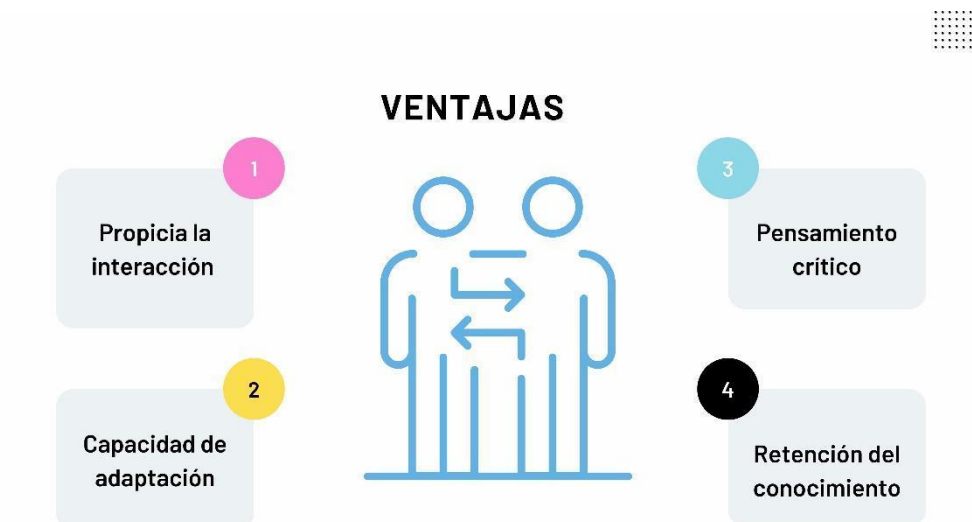 VENTAJAS
1
Propicia la
interacción
2
Capacidad de
adaptación
3
Pensamiento
crítico
4
Retención del
conocimiento